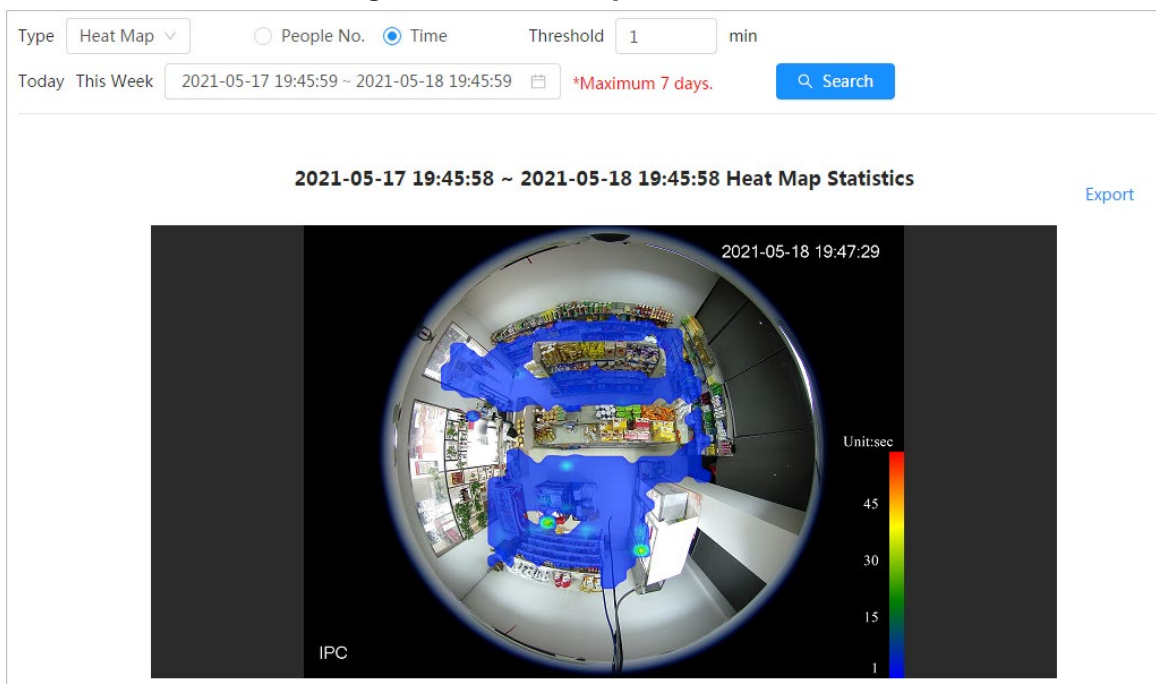 Type Heat Map People No. Time Threshold 1 min
Today This Week 2021-05-17 19:45:59 ~ 2021-05-18 19:45:59 *Maximum 7 days. Search
2021-05-17 19:45:58 ~ 2021-05-18 19:45:58 Heat Map Statistics
Export
2021-05-18 19:47:29
Unit:sec
45
30
15
1
IPC